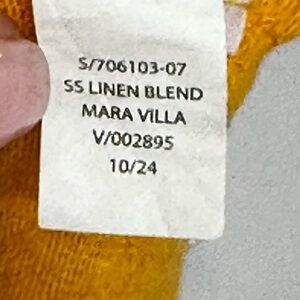 S/706103-07
SS LINEN BLEND
MARA VILLA
V/002895
10/24